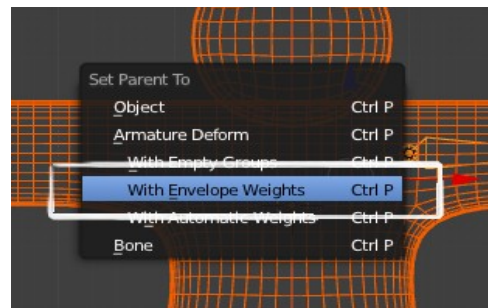 Set Parent To
Object Ctrl P
Armature Deform Ctrl P
With Empty Groups Ctrl P
With Envelope Weights Ctrl P
With Automatic Weights Ctrl P
Bone Ctrl P